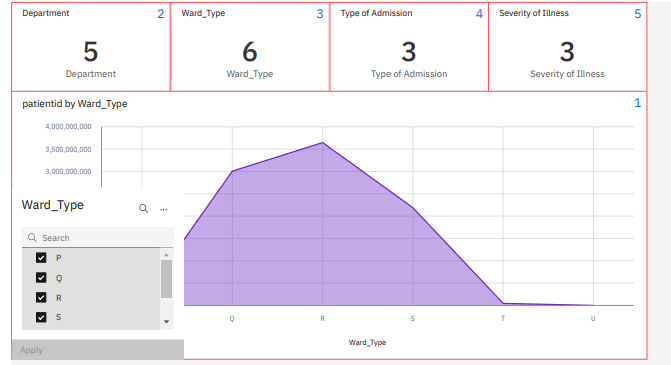 Department 2
Ward_Type 3
Type of Admission 4
Severity of Illness 5
5
6
3
3
Department
Ward_Type
Type of Admission
Severity of Illness
patientid by Ward_Type 1
4,000,000,000
3,500,000,000
3,000,000,000
Ward_Type ...
Search
P
Q
R
S
Apply
Q R S T U
Ward_Type